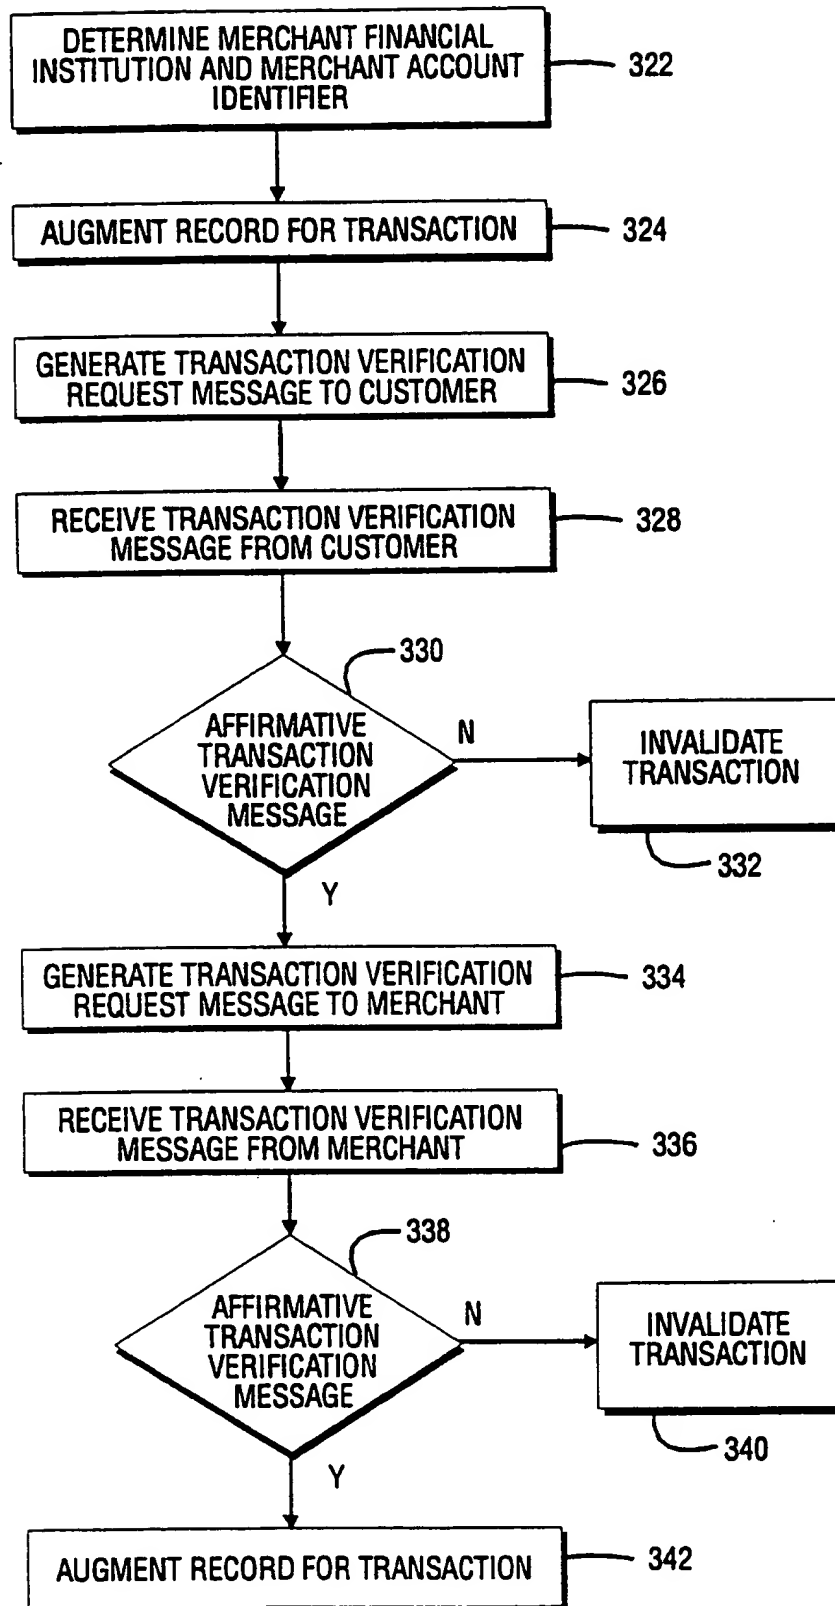 DETERMINE MERCHANT FINANCIAL
INSTITUTION AND MERCHANT ACCOUNT
IDENTIFIER
322
AUGMENT RECORD FOR TRANSACTION
324
GENERATE TRANSACTION VERIFICATION
REQUEST MESSAGE TO CUSTOMER
326
RECEIVE TRANSACTION VERIFICATION
MESSAGE FROM CUSTOMER
328
330
AFFIRMATIVE
TRANSACTION
VERIFICATION
MESSAGE
N
INVALIDATE
TRANSACTION
332
Y
GENERATE TRANSACTION VERIFICATION
REQUEST MESSAGE TO MERCHANT
334
RECEIVE TRANSACTION VERIFICATION
MESSAGE FROM MERCHANT
336
338
AFFIRMATIVE
TRANSACTION
VERIFICATION
MESSAGE
N
INVALIDATE
TRANSACTION
340
Y
AUGMENT RECORD FOR TRANSACTION
342